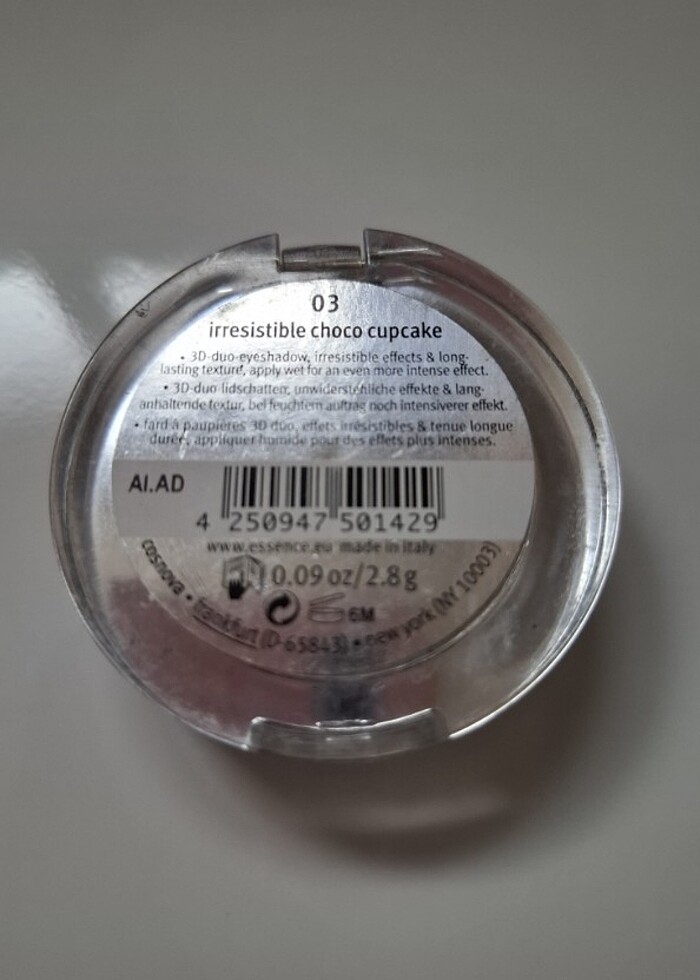 03
irresistible choco cupcake
• 3D-duo eyeshadow, irresistible effects & long-
lasting texture, apply wet for an even more intense effect.
• 3D-duo lidschatten, unwiderstehliche effekte & lang-
anhaltende textur, bei feuchtem auftrag noch intensiverer effekt.
• fard à paupières 3D duo, effets irrésistibles & tenue longue
durée, appliquer humide pour des effets plus intenses.
AI.AD
4 250947 501429
www.essence.eu made in Italy
0.09 oz/2.8 g
6M
cosnova • frankfurt (D-65843) • new york (NY 10003)